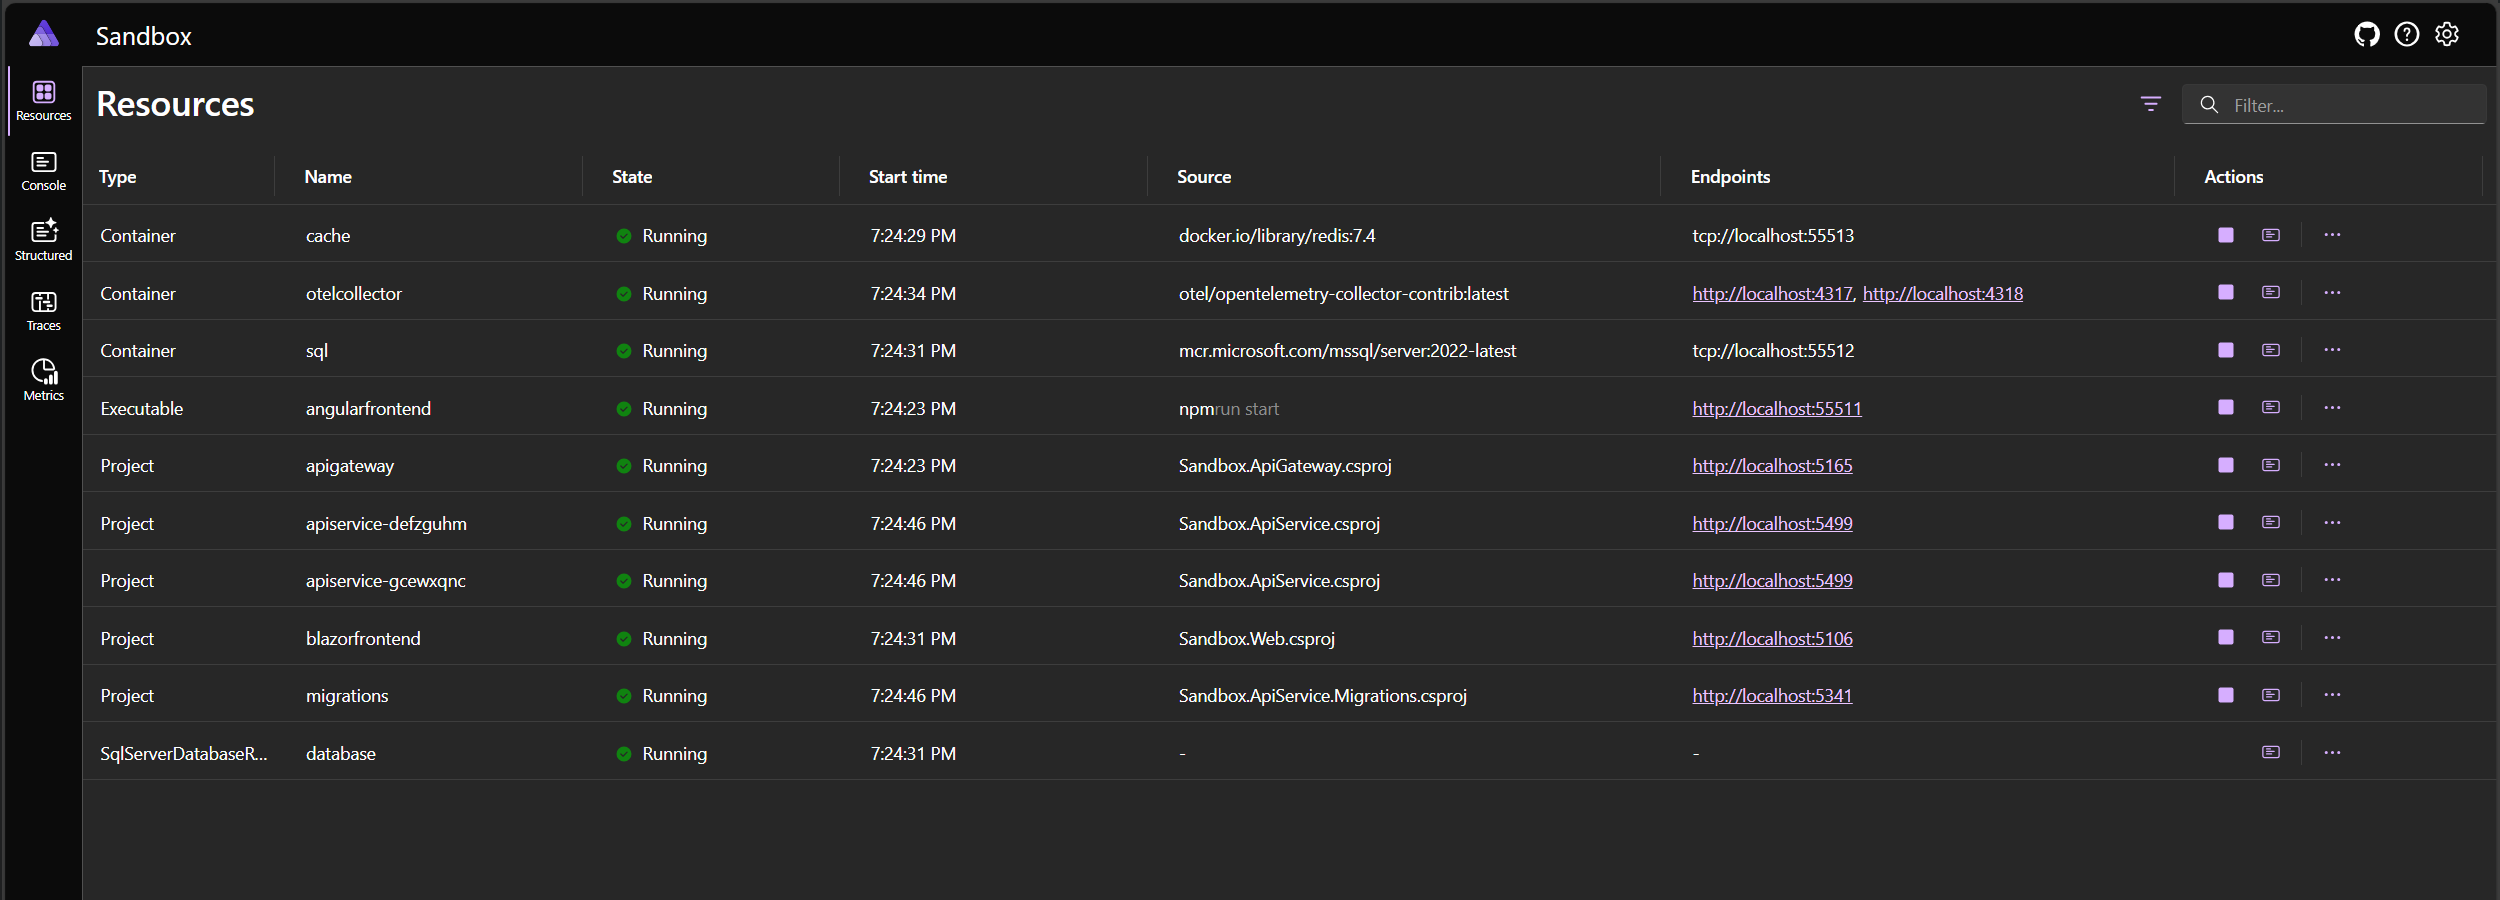 Sandbox
Resources
Console
Structured
Traces
Metrics
Resources
Filter...
Type Name State Start time Source Endpoints Actions
Container cache Running 7:24:29 PM docker.io/library/redis:7.4 tcp://localhost:55513
Container otelcollector Running 7:24:34 PM otel/opentelemetry-collector-contrib:latest http://localhost:4317, http://localhost:4318
Container sql Running 7:24:31 PM mcr.microsoft.com/mssql/server:2022-latest tcp://localhost:55512
Executable angularfrontend Running 7:24:23 PM npmrun start http://localhost:55511
Project apigateway Running 7:24:23 PM Sandbox.ApiGateway.csproj http://localhost:5165
Project apiservice-defzguhm Running 7:24:46 PM Sandbox.ApiService.csproj http://localhost:5499
Project apiservice-gcewxqnc Running 7:24:46 PM Sandbox.ApiService.csproj http://localhost:5499
Project blazorfrontend Running 7:24:31 PM Sandbox.Web.csproj http://localhost:5106
Project migrations Running 7:24:46 PM Sandbox.ApiService.Migrations.csproj http://localhost:5341
SqlServerDatabaseR... database Running 7:24:31 PM - -